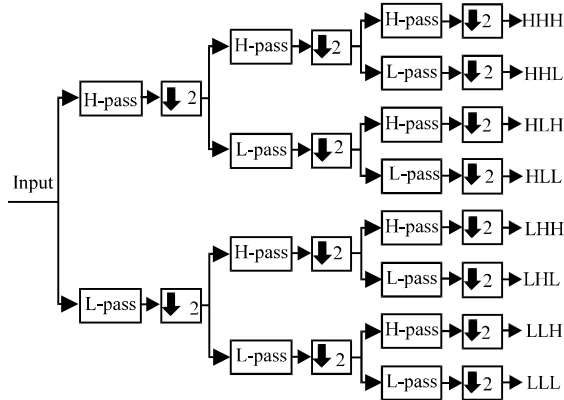 H-pass 2 HHH
H-pass 2
L-pass 2 HHL
H-pass 2
H-pass 2 HLH
L-pass 2
L-pass 2 HLL
Input
H-pass 2 LHH
H-pass 2
L-pass 2 LHL
L-pass 2
H-pass 2 LLH
L-pass 2
L-pass 2 LLL